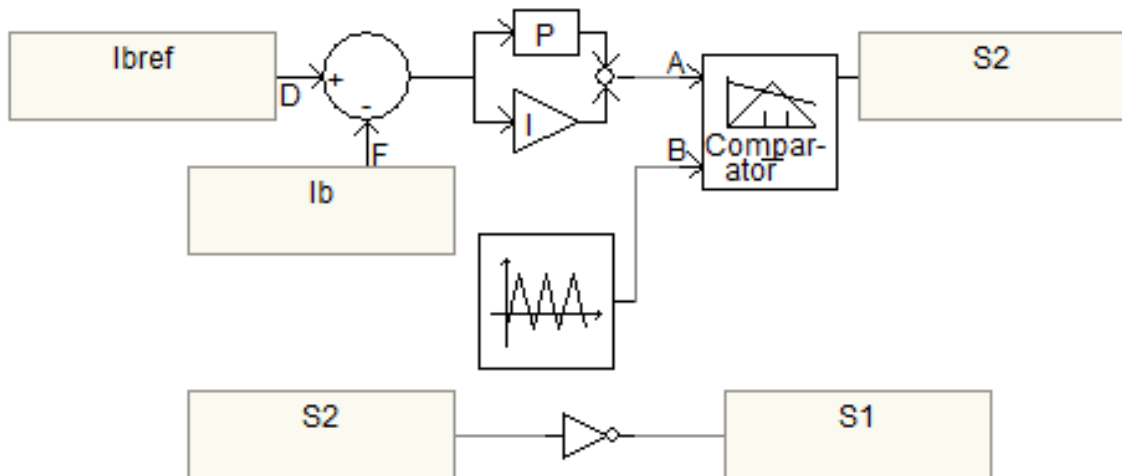 Ibref
D
+
-
F
Ib
P
I
A
B
Compar-
ator
S2
S2
S1